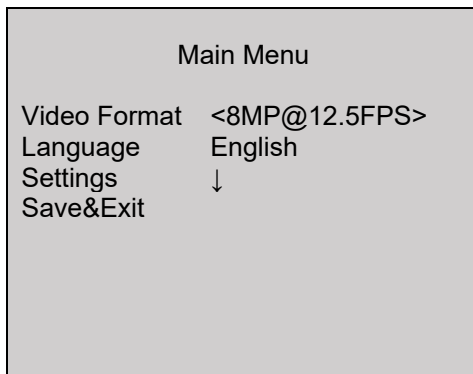 Main Menu
Video Format <8MP@12.5FPS>
Language English
Settings ↓
Save&Exit